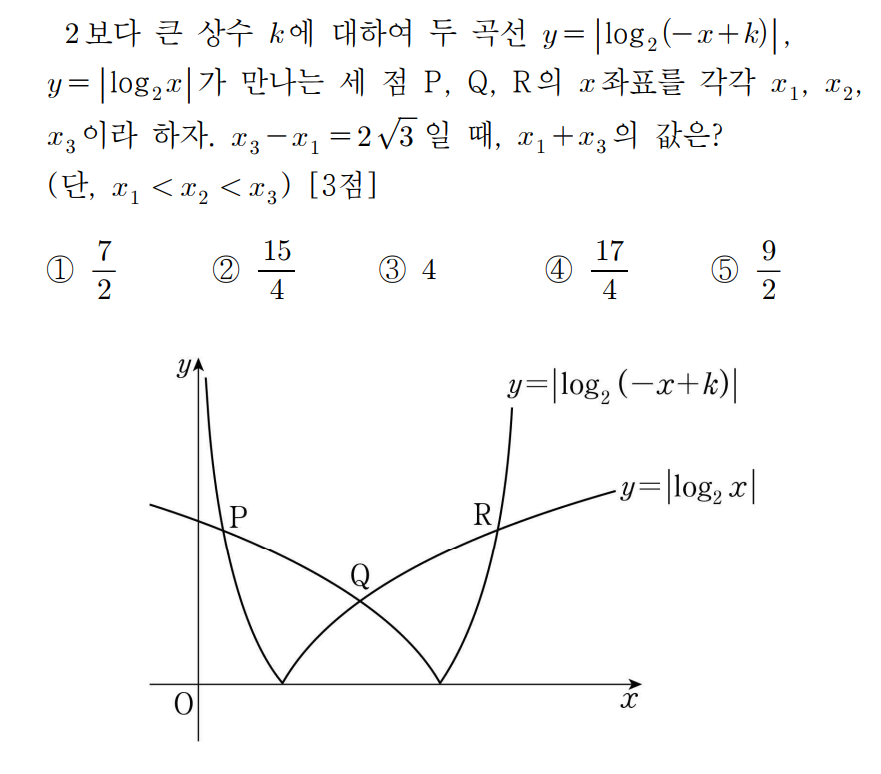 2보다 큰 상수 k에 대하여 두 곡선 y=|log₂(−x+k)|,
y=|log₂x|가 만나는 세 점 P, Q, R의 x좌표를 각각 x₁, x₂,
x₃이라 하자. x₃−x₁=2√3일 때, x₁+x₃의 값은?
(단, x₁<x₂<x₃) [3점]
① 7/2 ② 15/4 ③ 4 ④ 17/4 ⑤ 9/2
y
y=|log₂(−x+k)|
y=|log₂x|
P
R
Q
O
x